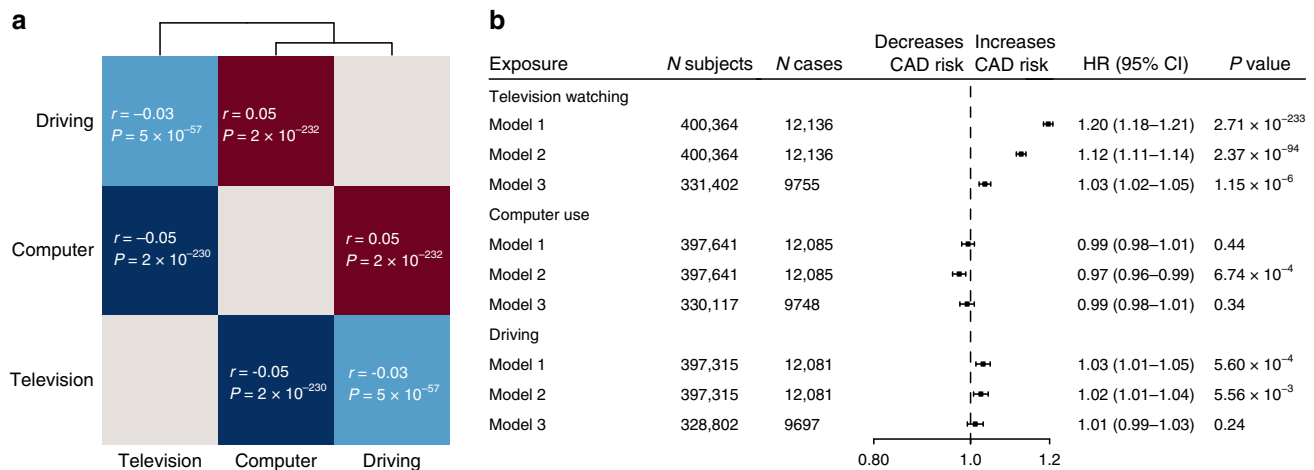 a
Driving
r = –0.03
P = 5 × 10⁻⁵⁷
r = 0.05
P = 2 × 10⁻²³²
Computer
r = –0.05
P = 2 × 10⁻²³⁰
r = 0.05
P = 2 × 10⁻²³²
Television
r = -0.05
P = 2 × 10⁻²³⁰
r = -0.03
P = 5 × 10⁻⁵⁷
Television Computer Driving
b
Decreases Increases
Exposure N subjects N cases CAD risk CAD risk HR (95% CI) P value
Television watching
Model 1 400,364 12,136 1.20 (1.18–1.21) 2.71 × 10⁻²³³
Model 2 400,364 12,136 1.12 (1.11–1.14) 2.37 × 10⁻⁹⁴
Model 3 331,402 9755 1.03 (1.02–1.05) 1.15 × 10⁻⁶
Computer use
Model 1 397,641 12,085 0.99 (0.98–1.01) 0.44
Model 2 397,641 12,085 0.97 (0.96–0.99) 6.74 × 10⁻⁴
Model 3 330,117 9748 0.99 (0.98–1.01) 0.34
Driving
Model 1 397,315 12,081 1.03 (1.01–1.05) 5.60 × 10⁻⁴
Model 2 397,315 12,081 1.02 (1.01–1.04) 5.56 × 10⁻³
Model 3 328,802 9697 1.01 (0.99–1.03) 0.24
0.80 1.0 1.2